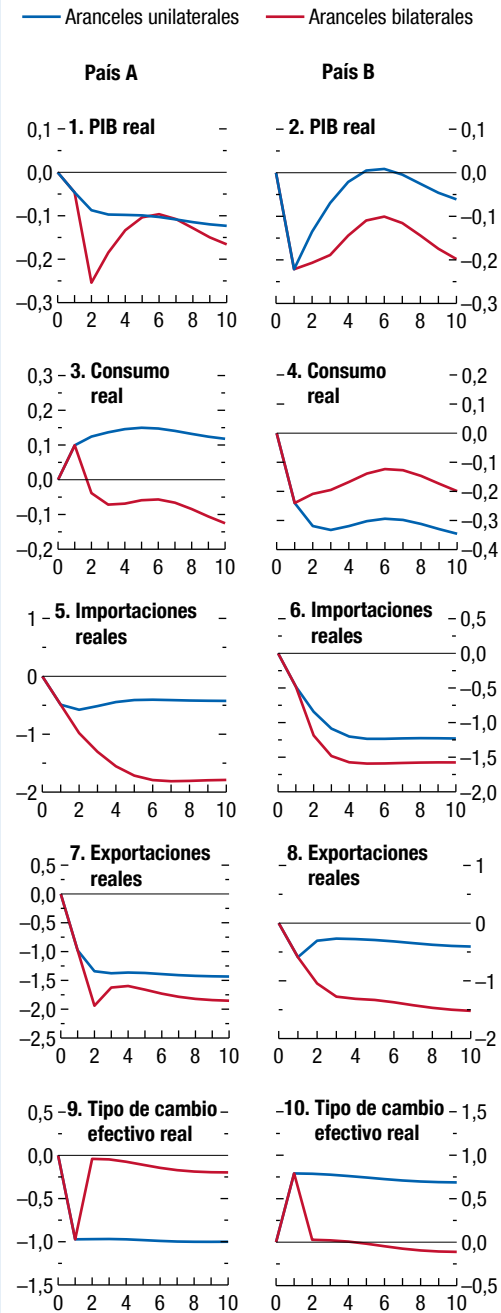 Aranceles unilaterales Aranceles bilaterales
País A País B
1. PIB real
0,1
0,0
–0,1
–0,2
–0,3
0 2 4 6 8 10
2. PIB real
0,1
0,0
–0,1
–0,2
–0,3
0 2 4 6 8 10
3. Consumo
real
0,3
0,2
0,1
0,0
–0,1
–0,2
0 2 4 6 8 10
4. Consumo
real
0,2
0,1
0,0
–0,1
–0,2
–0,3
–0,4
0 2 4 6 8 10
5. Importaciones
reales
1
0
–1
–2
0 2 4 6 8 10
6. Importaciones
reales
0,5
0,0
–0,5
–1,0
–1,5
–2,0
0 2 4 6 8 10
7. Exportaciones
reales
0,5
0,0
–0,5
–1,0
–1,5
–2,0
–2,5
0 2 4 6 8 10
8. Exportaciones
reales
1
0
–1
–2
0 2 4 6 8 10
9. Tipo de cambio
efectivo real
0,5
0,0
–0,5
–1,0
–1,5
0 2 4 6 8 10
10. Tipo de cambio
efectivo real
1,5
1,0
0,5
0,0
–0,5
0 2 4 6 8 10